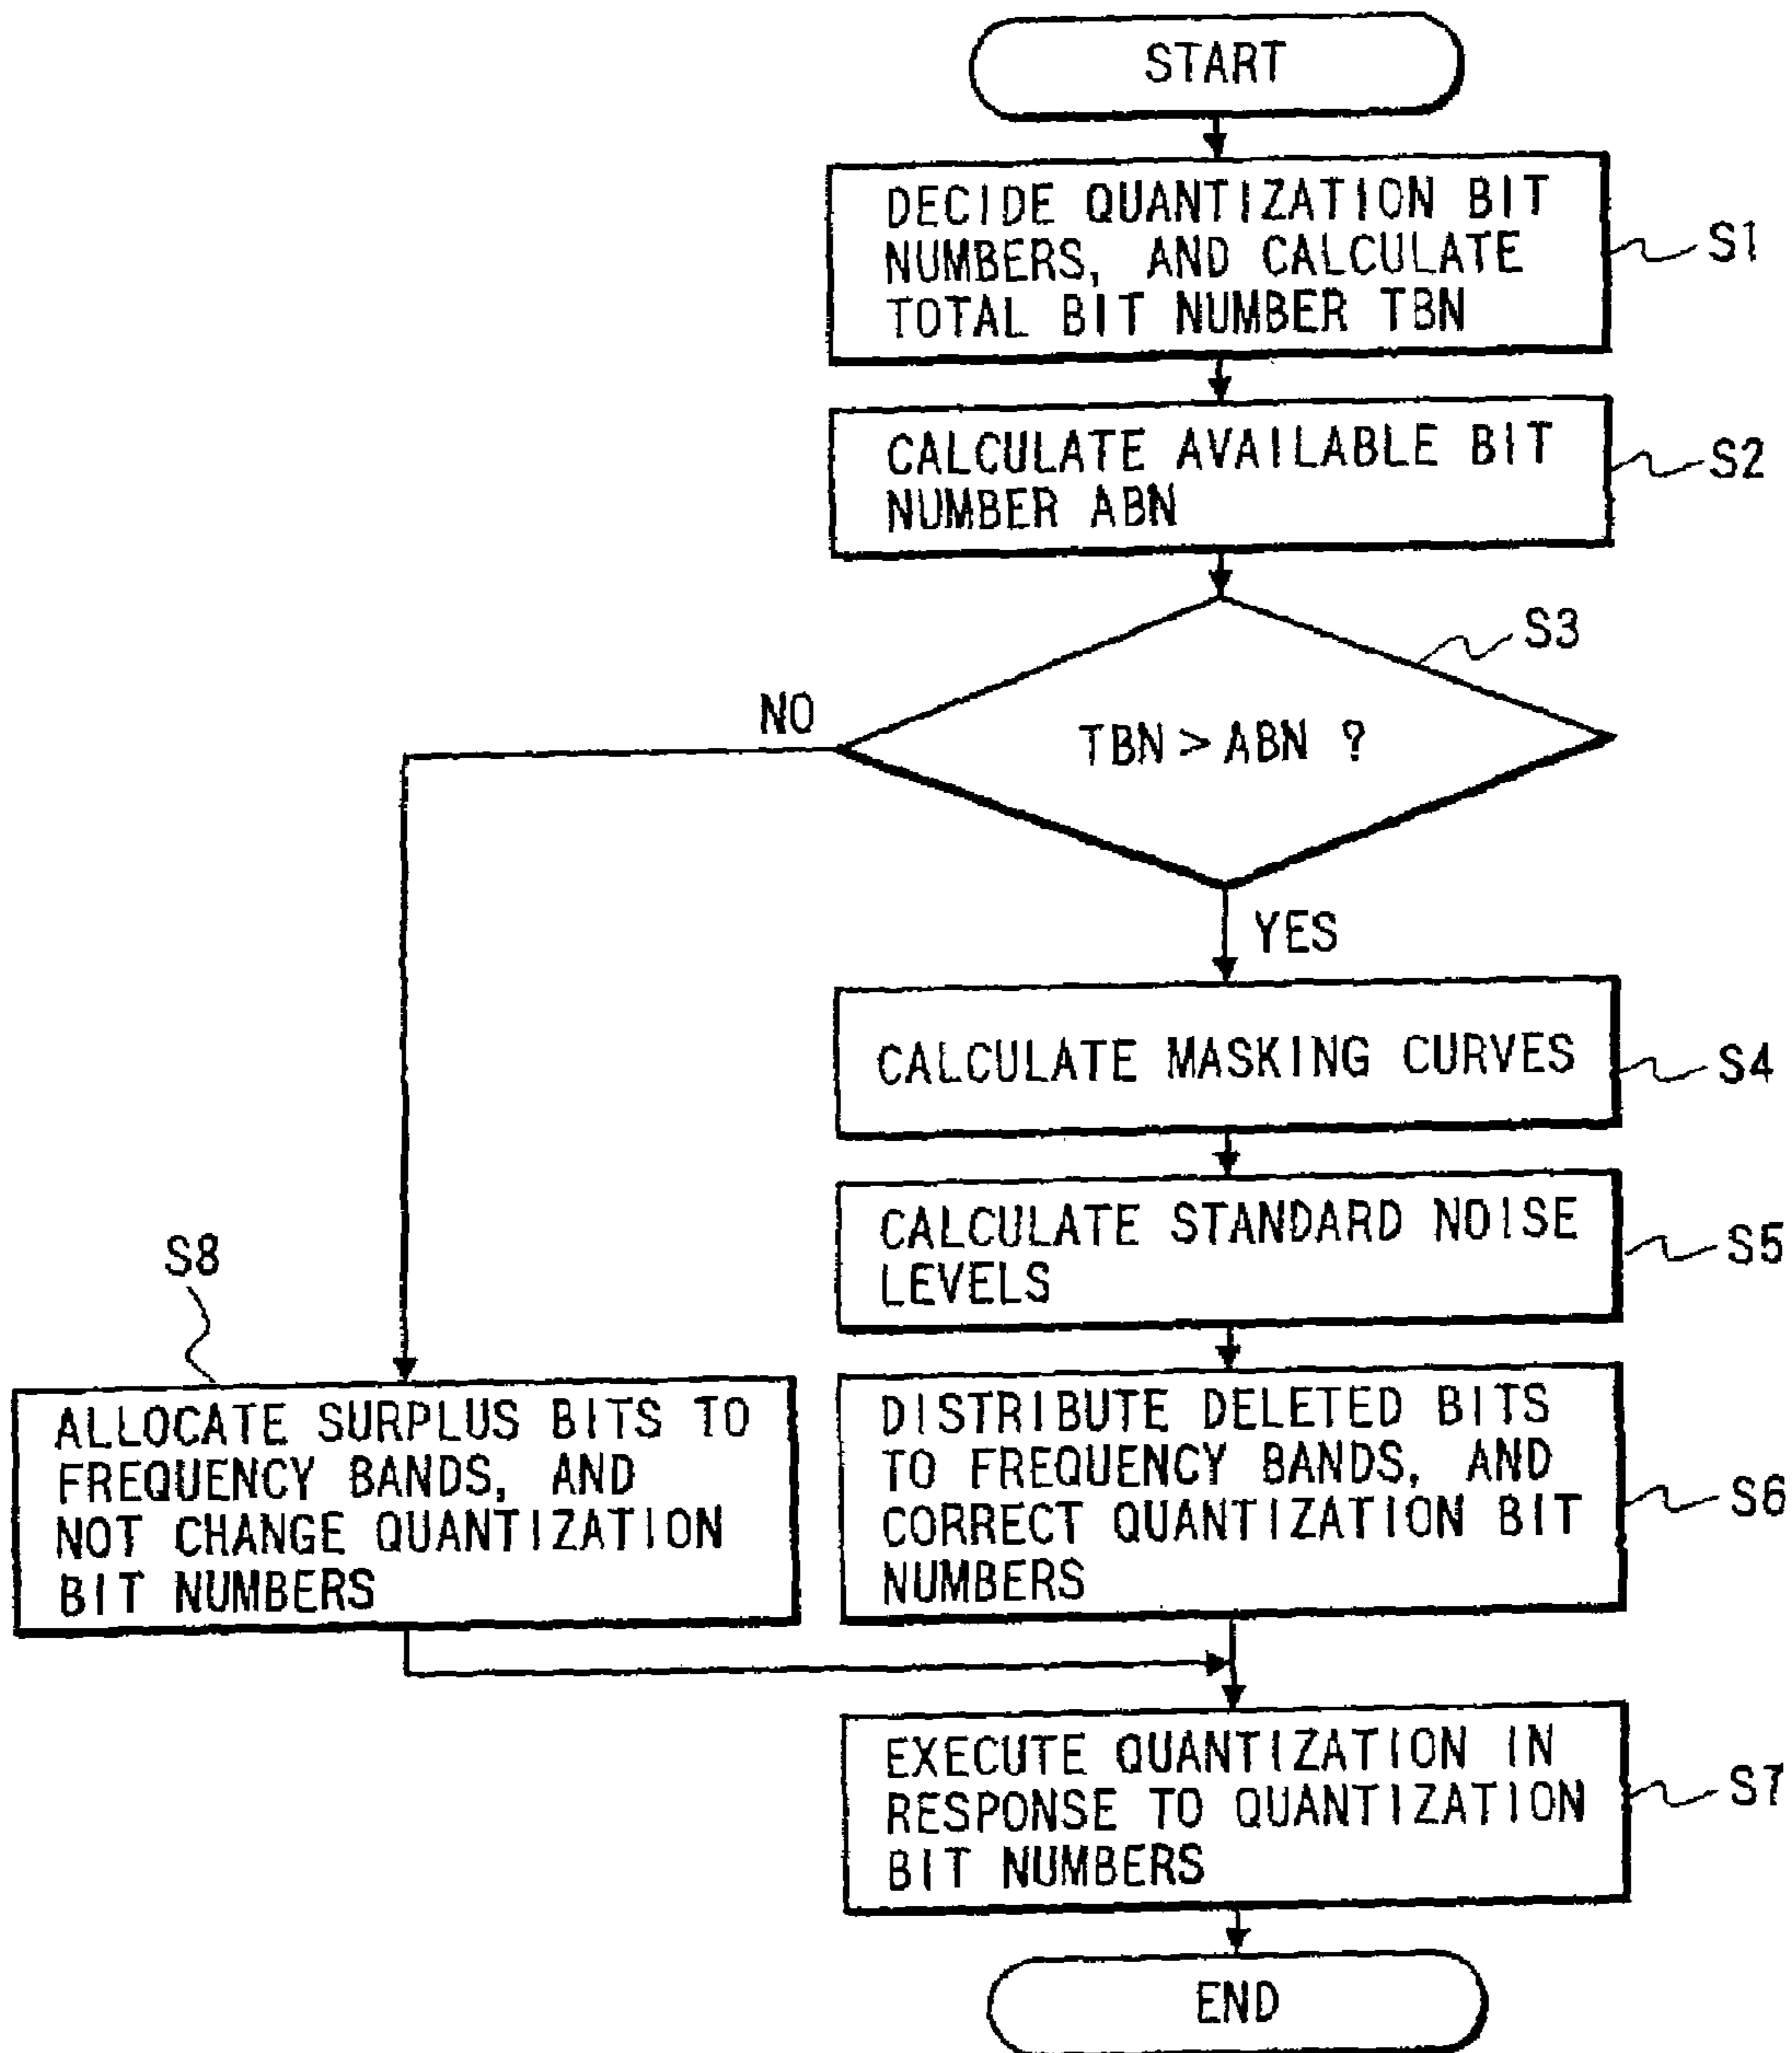 START
DECIDE QUANTIZATION BIT
NUMBERS, AND CALCULATE
TOTAL BIT NUMBER TBN
S1
CALCULATE AVAILABLE BIT
NUMBER ABN
S2
S3
NO
TBN > ABN ?
YES
CALCULATE MASKING CURVES
S4
CALCULATE STANDARD NOISE
LEVELS
S5
S8
ALLOCATE SURPLUS BITS TO
FREQUENCY BANDS, AND
NOT CHANGE QUANTIZATION
BIT NUMBERS
DISTRIBUTE DELETED BITS
TO FREQUENCY BANDS, AND
CORRECT QUANTIZATION BIT
NUMBERS
S6
EXECUTE QUANTIZATION IN
RESPONSE TO QUANTIZATION
BIT NUMBERS
S7
END